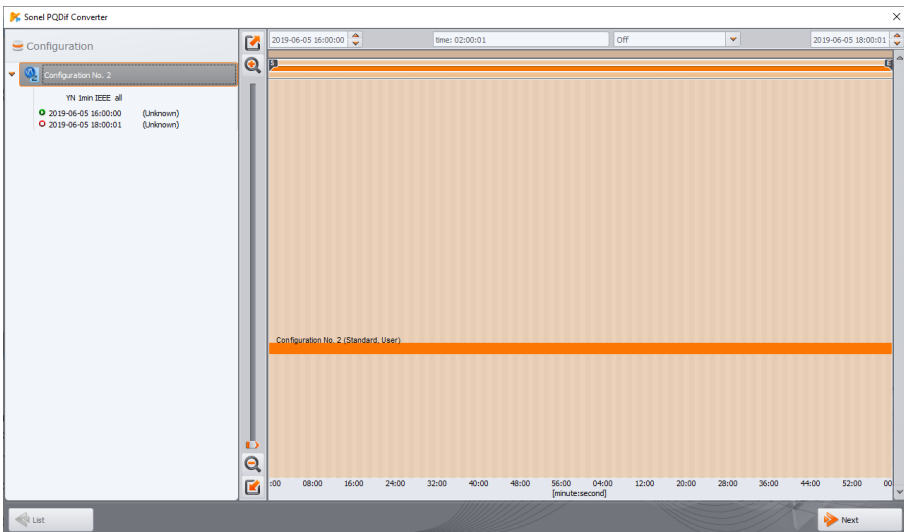 Sonel PQDif Converter
Configuration
2019-06-05 16:00:00 time: 02:00:01 Off 2019-06-05 18:00:01
S E
Configuration No. 2
YN 1min IEEE all
2019-06-05 16:00:00 (Unknown)
2019-06-05 18:00:01 (Unknown)
Configuration No. 2 (Standard, User)
:00 08:00 16:00 24:00 32:00 40:00 48:00 56:00 04:00 12:00 20:00 28:00 36:00 44:00 52:00 00
[minute:second]
List Next